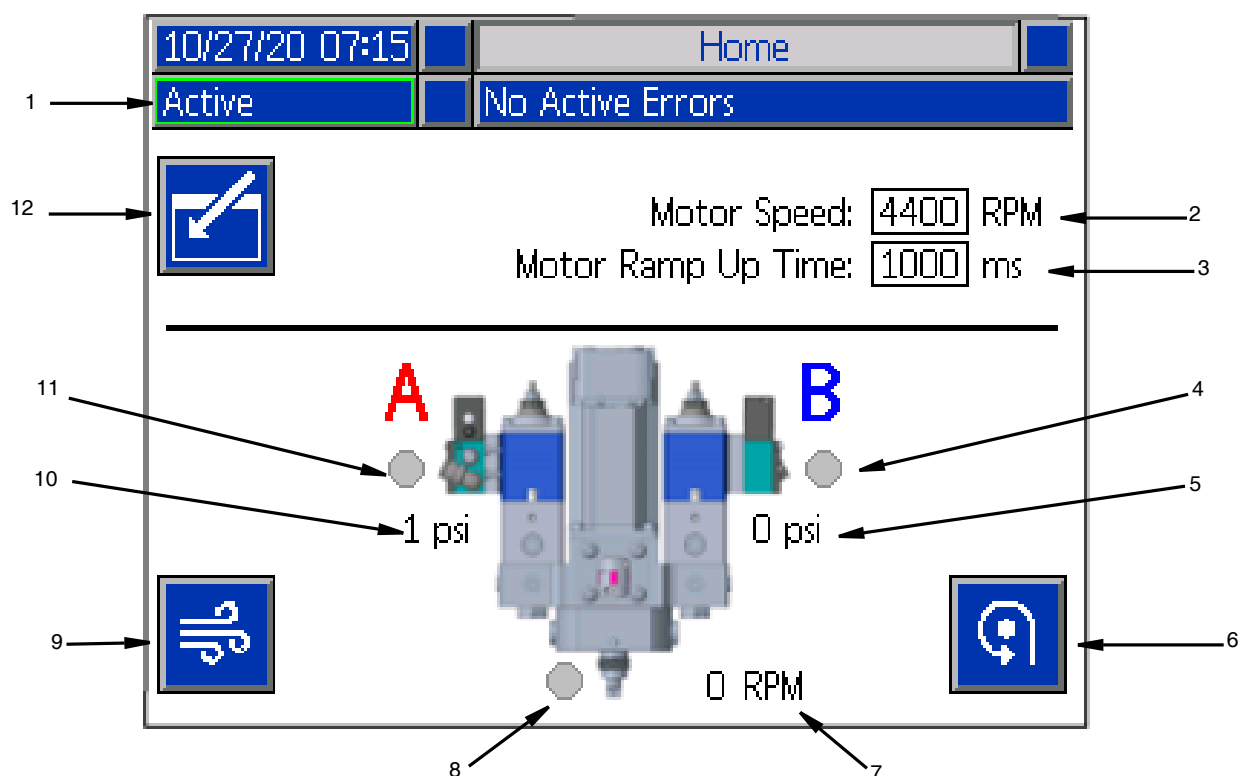 10/27/20 07:15 Home
1 Active No Active Errors
12 Motor Speed: 4400 RPM 2
Motor Ramp Up Time: 1000 ms 3
A B
11 4
10 1 psi 0 psi 5
9 6
0 RPM
8 7